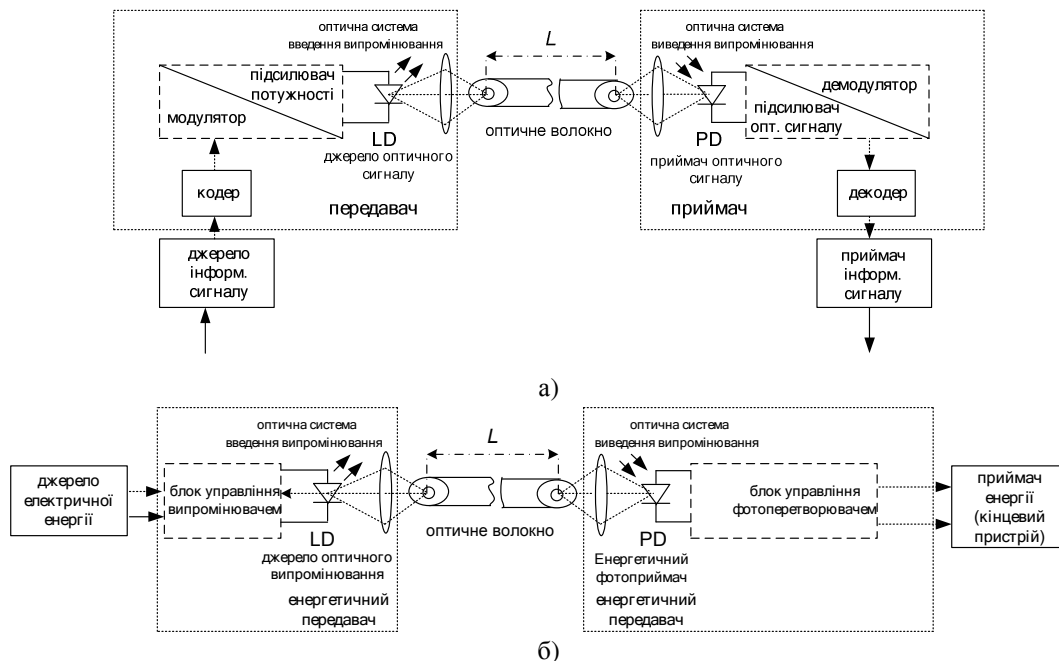 оптична система
введення випромінювання
L
оптична система
виведення випромінювання
підсилювач
потужності
модулятор
LD
джерело оптичного
сигналу
оптичне волокно
PD
приймач оптичного
сигналу
демодулятор
підсилювач
опт. сигналу
кодер
передавач
приймач
декодер
джерело
інформ.
сигналу
приймач
інформ.
сигналу
а)
оптична система
введення випромінювання
L
оптична система
виведення випромінювання
джерело
електричної
енергії
блок управління
випромінювачем
LD
джерело оптичного
випромінювання
оптичне волокно
PD
Енергетичний
фотоприймач
блок управління
фотоперетворювачем
приймач
енергії
(кінцевий
пристрій)
енергетичний
передавач
енергетичний
передавач
б)